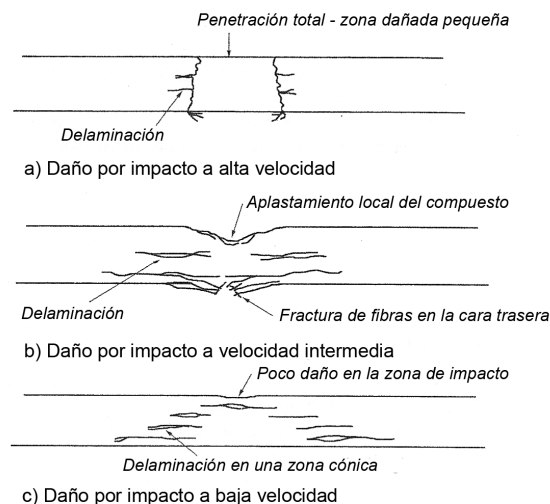 Penetración total - zona dañada pequeña
Delaminación
a) Daño por impacto a alta velocidad
Aplastamiento local del compuesto
Delaminación
Fractura de fibras en la cara trasera
b) Daño por impacto a velocidad intermedia
Poco daño en la zona de impacto
Delaminación en una zona cónica
c) Daño por impacto a baja velocidad